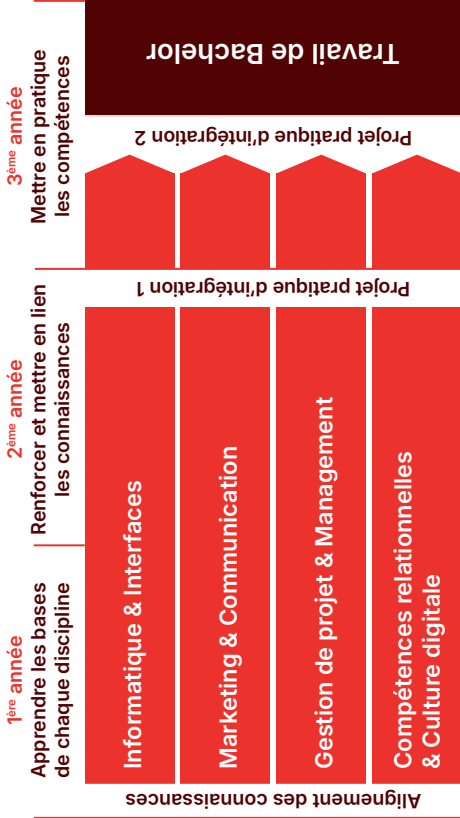 1ère année
Apprendre les bases
de chaque discipline
2ème année
Renforcer et mettre en lien
les connaissances
3ème année
Mettre en pratique
les compétences
Alignement des connaissances
Informatique & Interfaces
Marketing & Communication
Gestion de projet & Management
Compétences relationnelles
& Culture digitale
Projet pratique d'intégration 1
Projet pratique d'intégration 2
Travail de Bachelor